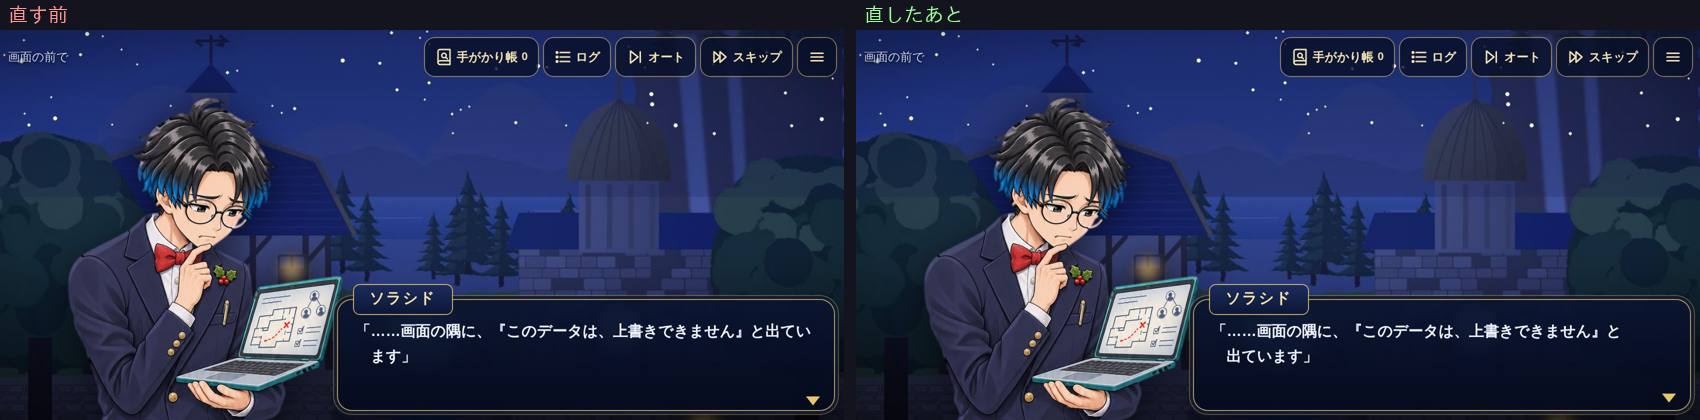 直す前
画面の前で
手がかり帳 0
ログ
オート
スキップ
ソラシド
「……画面の隅に、『このデータは、上書きできません』と出てい
ます」
直したあと
画面の前で
手がかり帳 0
ログ
オート
スキップ
ソラシド
「……画面の隅に、『このデータは、上書きできません』と
出ています」